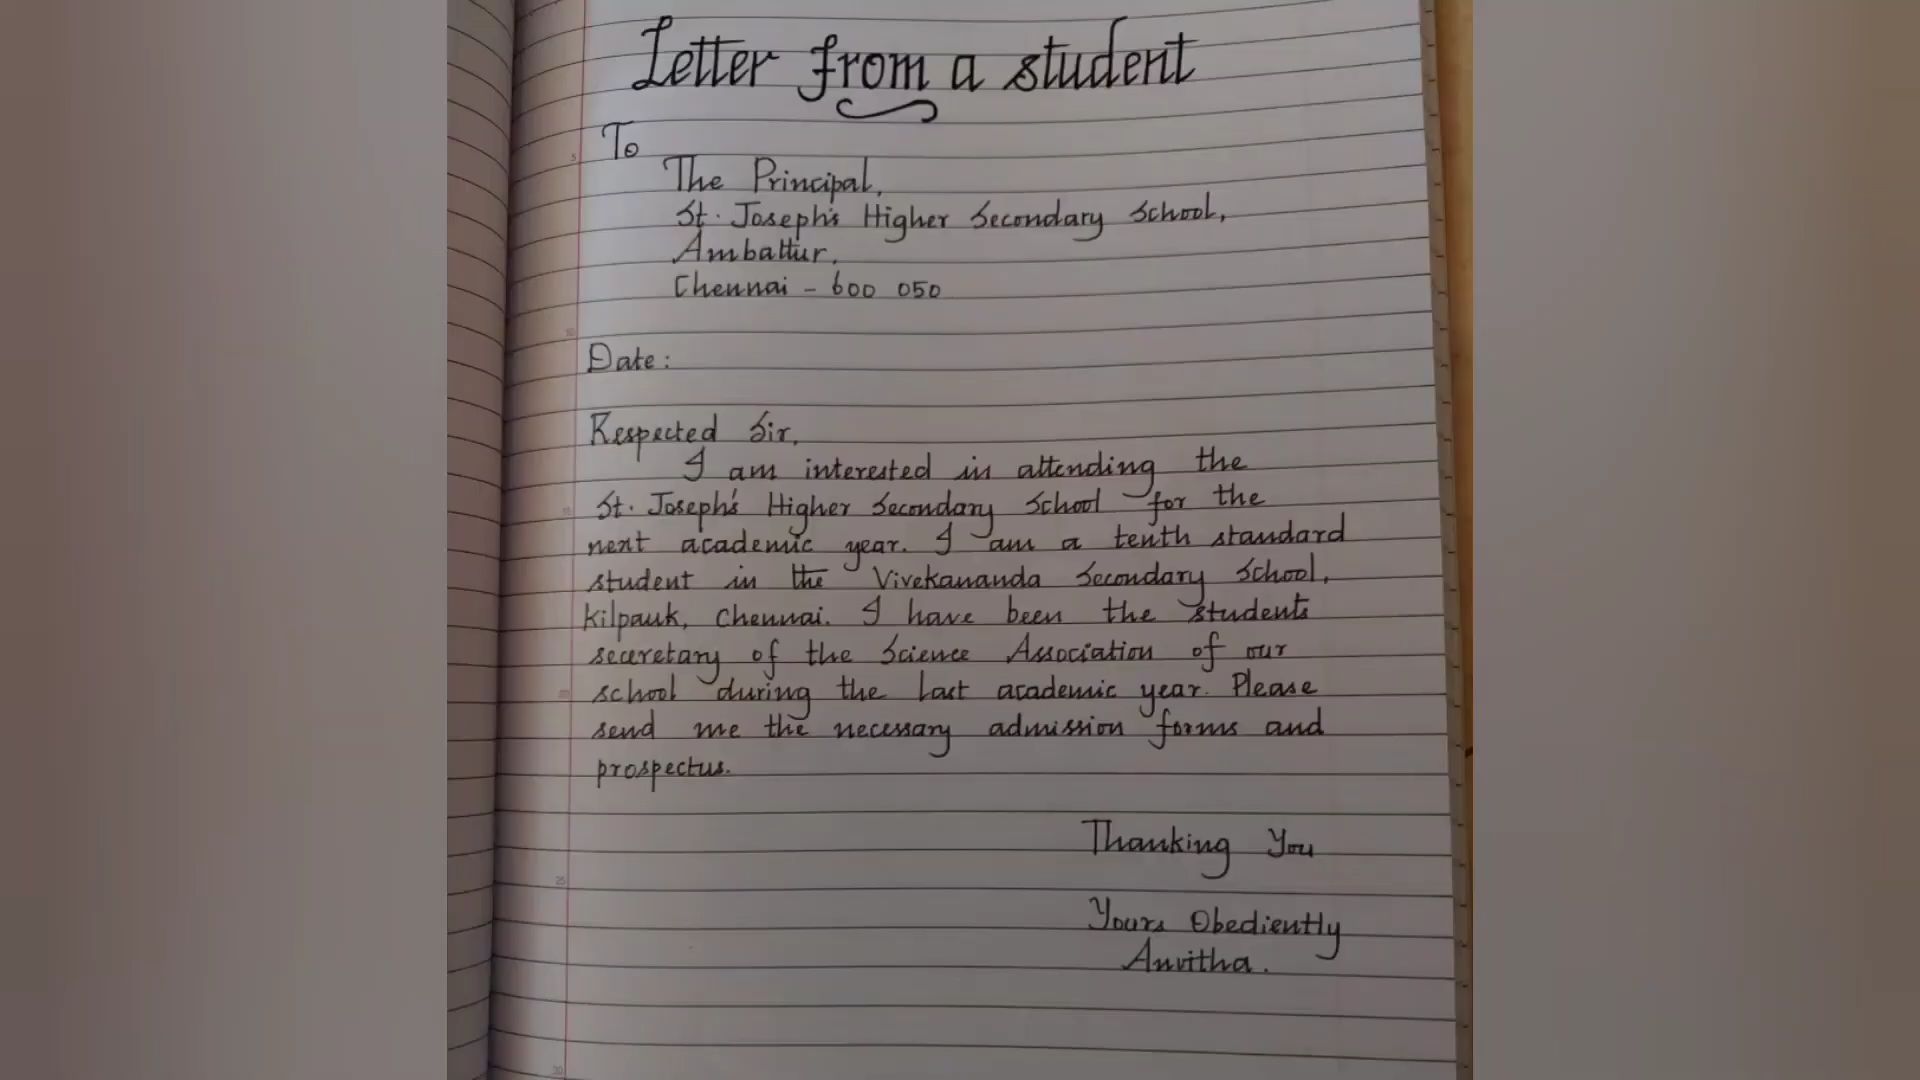 Letter from a student
To
The Principal,
St. Joseph's Higher Secondary School,
Ambattur,
Chennai - 600 050
Date:
Respected Sir,
I am interested in attending the
St. Joseph's Higher Secondary School for the
next academic year. I am a tenth standard
student in the Vivekananda Secondary School,
Kilpauk, Chennai. I have been the students
secretary of the Science Association of our
school during the last academic year. Please
send me the necessary admission forms and
prospectus.
Thanking You
Yours Obediently
Anvitha.